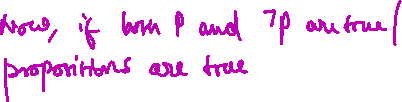 Now, if both P and ¬p are true/
propositions are true